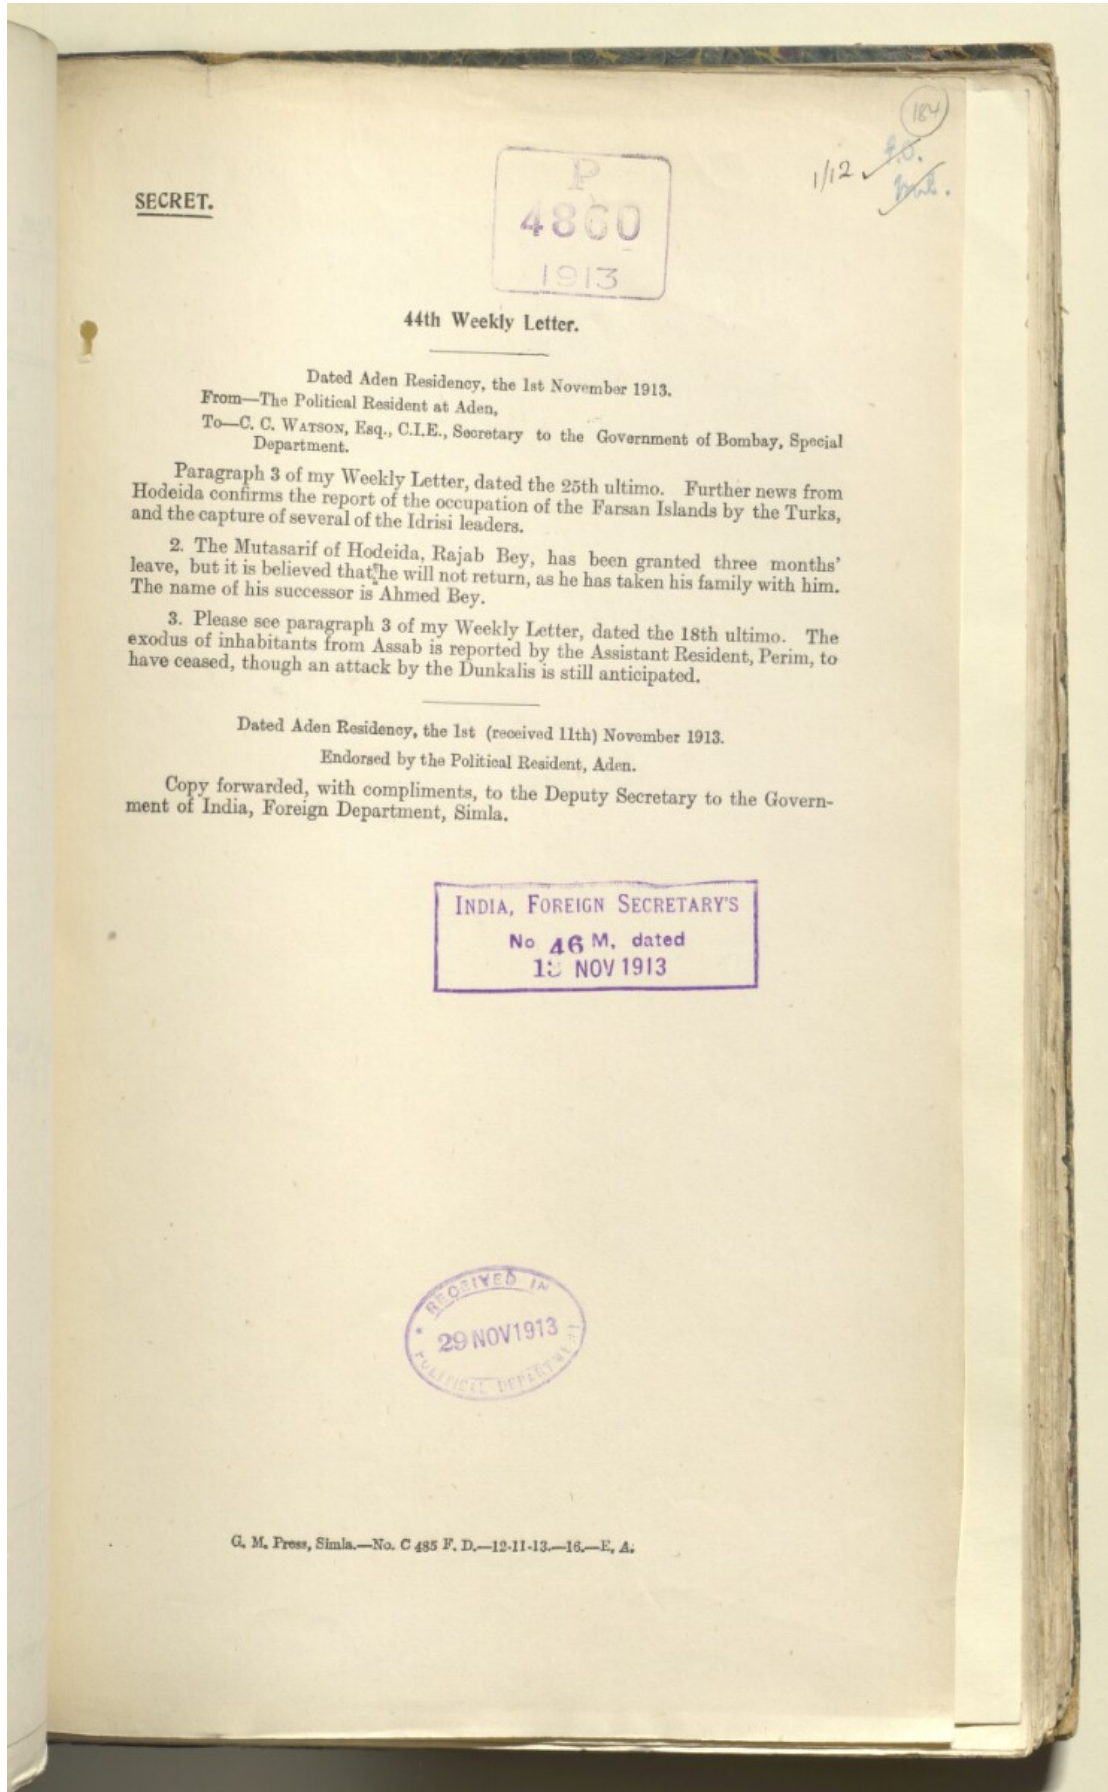 184
1/12
SECRET.
P
4860
1913
44th Weekly Letter.
Dated Aden Residency, the 1st November 1913.
From—The Political Resident at Aden,
To—C. C. WATSON, Esq., C.I.E., Secretary to the Government of Bombay, Special
Department.
Paragraph 3 of my Weekly Letter, dated the 25th ultimo. Further news from
Hodeida confirms the report of the occupation of the Farsan Islands by the Turks,
and the capture of several of the Idrisi leaders.
2. The Mutasarif of Hodeida, Rajab Bey, has been granted three months'
leave, but it is believed that he will not return, as he has taken his family with him.
The name of his successor is Ahmed Bey.
3. Please see paragraph 3 of my Weekly Letter, dated the 18th ultimo. The
exodus of inhabitants from Assab is reported by the Assistant Resident, Perim, to
have ceased, though an attack by the Dunkalis is still anticipated.
Dated Aden Residency, the 1st (received 11th) November 1913.
Endorsed by the Political Resident, Aden.
Copy forwarded, with compliments, to the Deputy Secretary to the Govern-
ment of India, Foreign Department, Simla.
INDIA, FOREIGN SECRETARY'S
No 46 M, dated
NOV 1913
RECEIVED IN
29 NOV 1913
POLITICAL DEPARTMENT
G. M. Press, Simla.—No. C 485 F. D.—12-11-13.—16.—E. A.